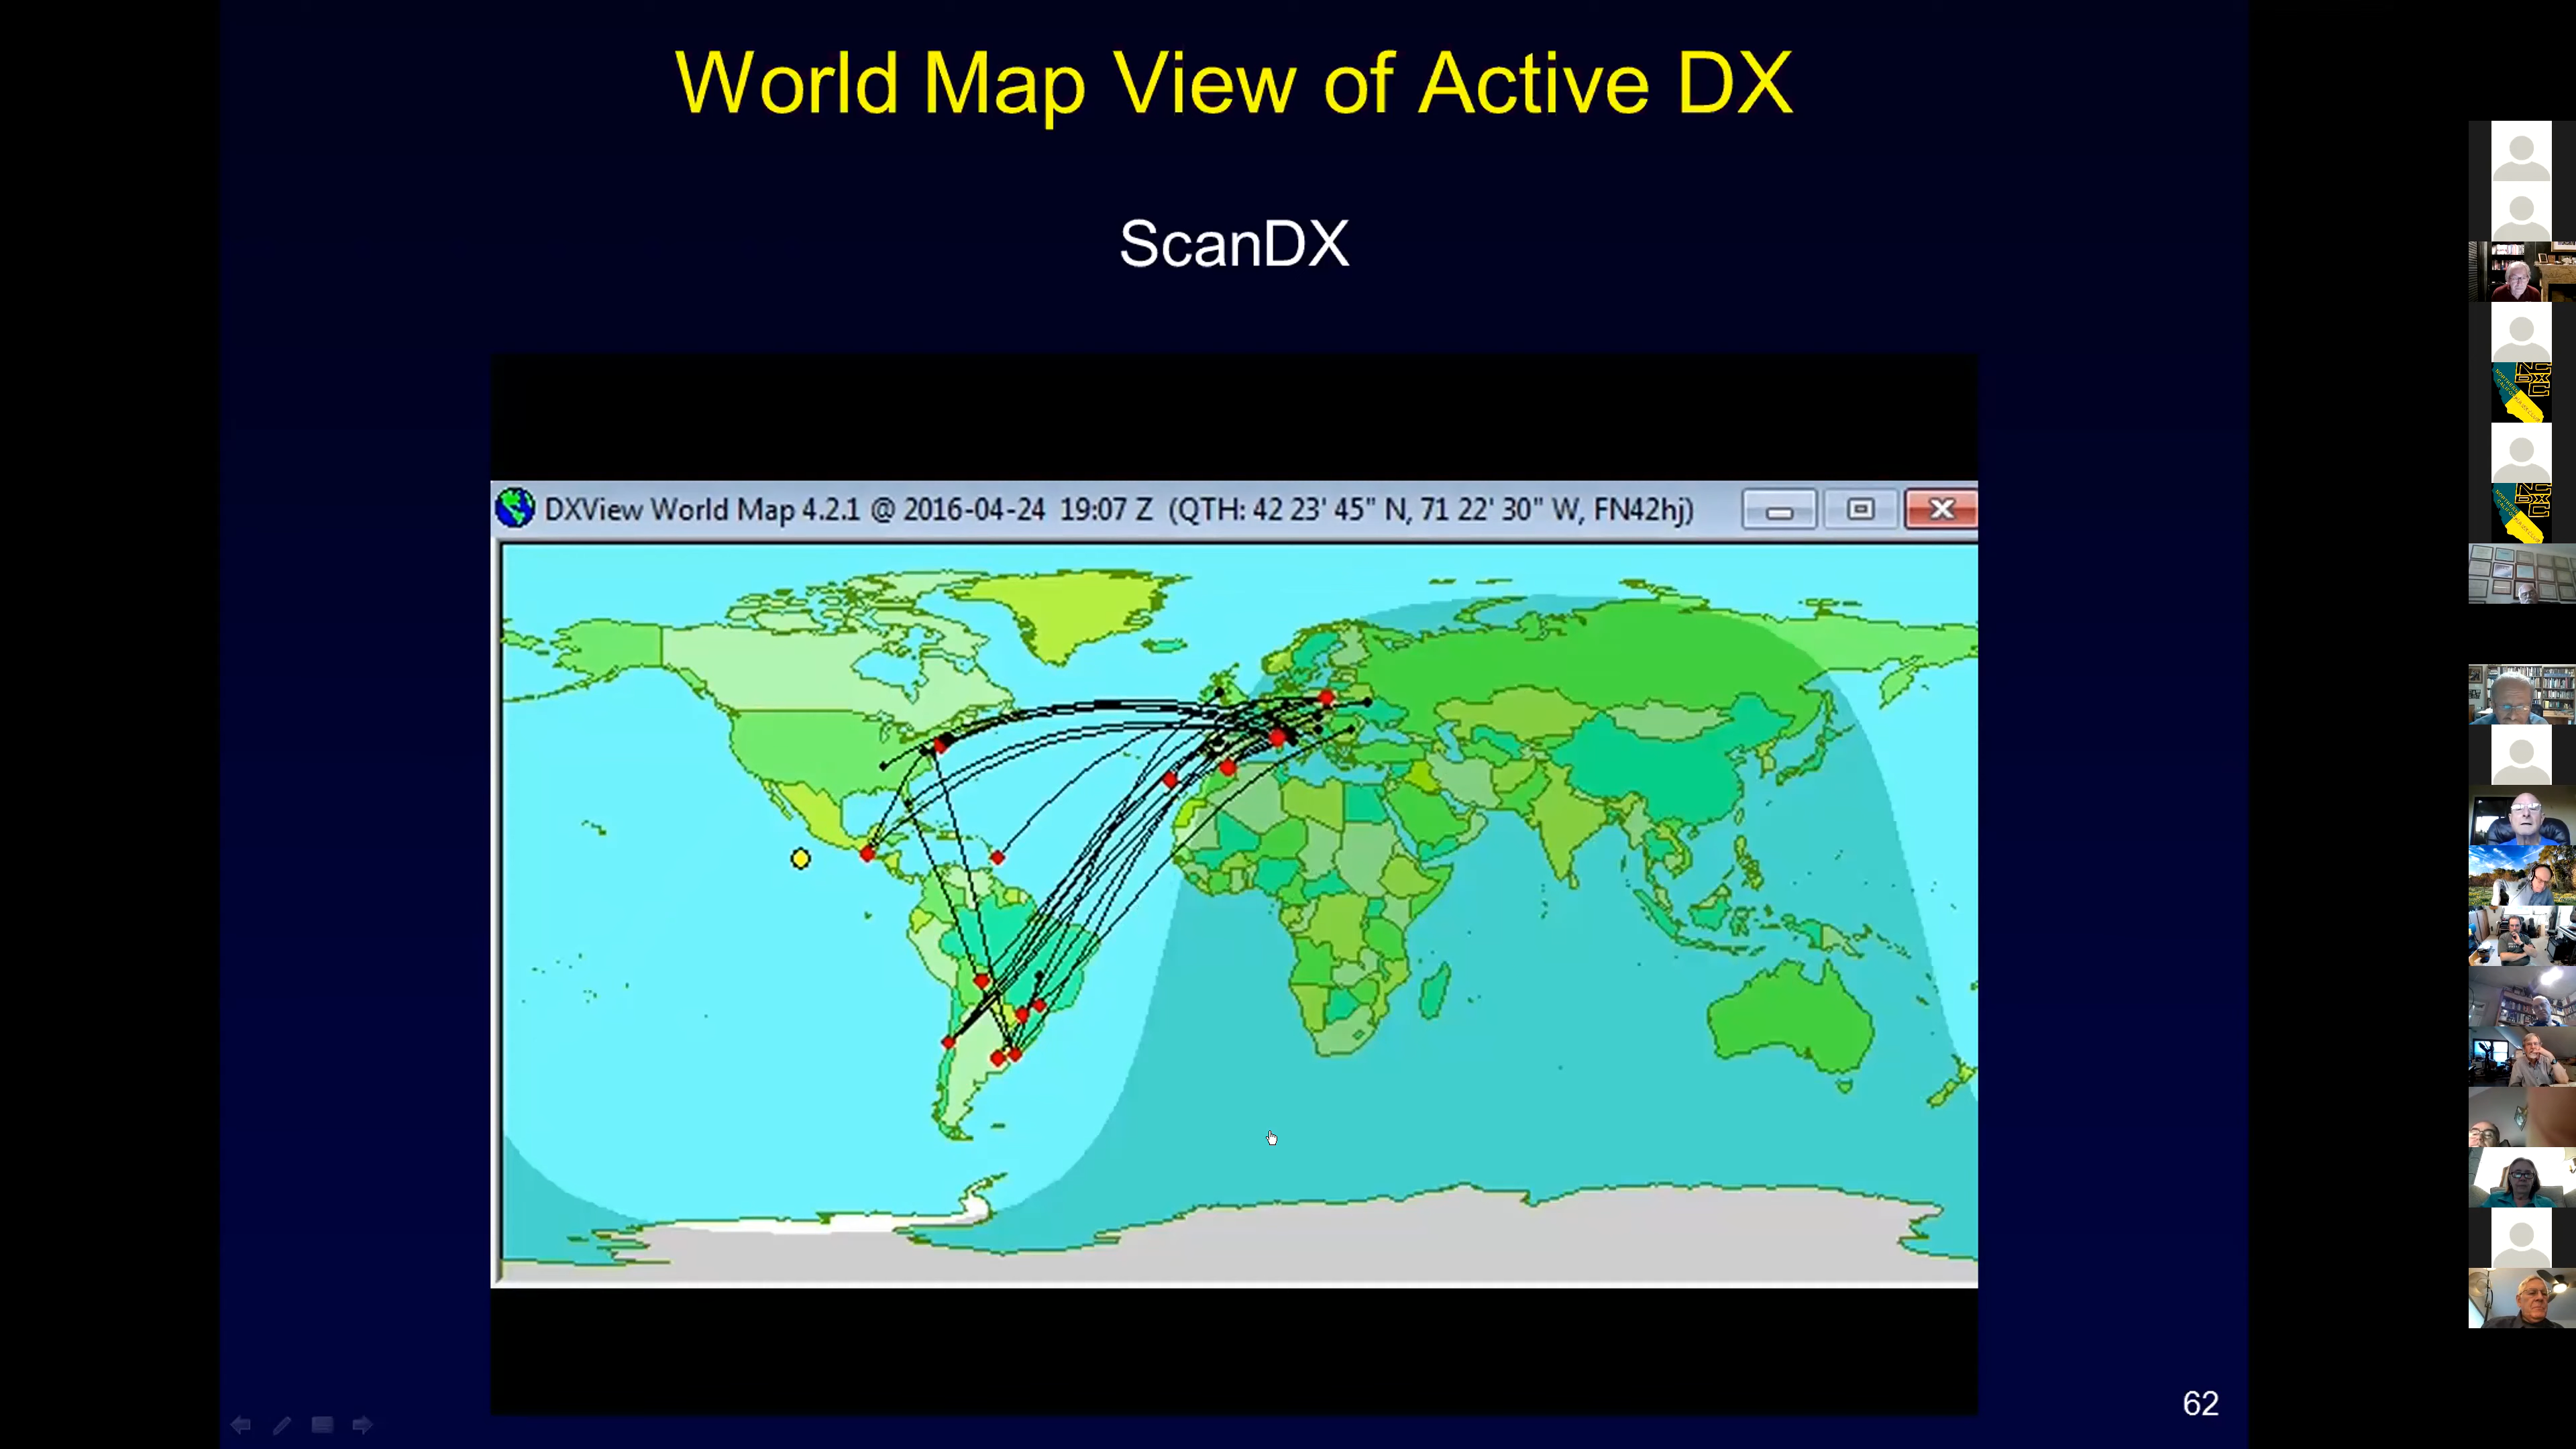 World Map View of Active DX
ScanDX
DXView World Map 4.2.1 @ 2016-04-24 19:07 Z (QTH: 42 23' 45" N, 71 22' 30" W, FN42hj)
62